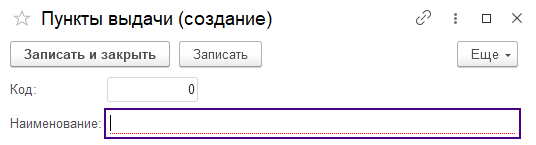 Пункты выдачи (создание)
Записать и закрыть Записать Еще
Код: 0
Наименование: